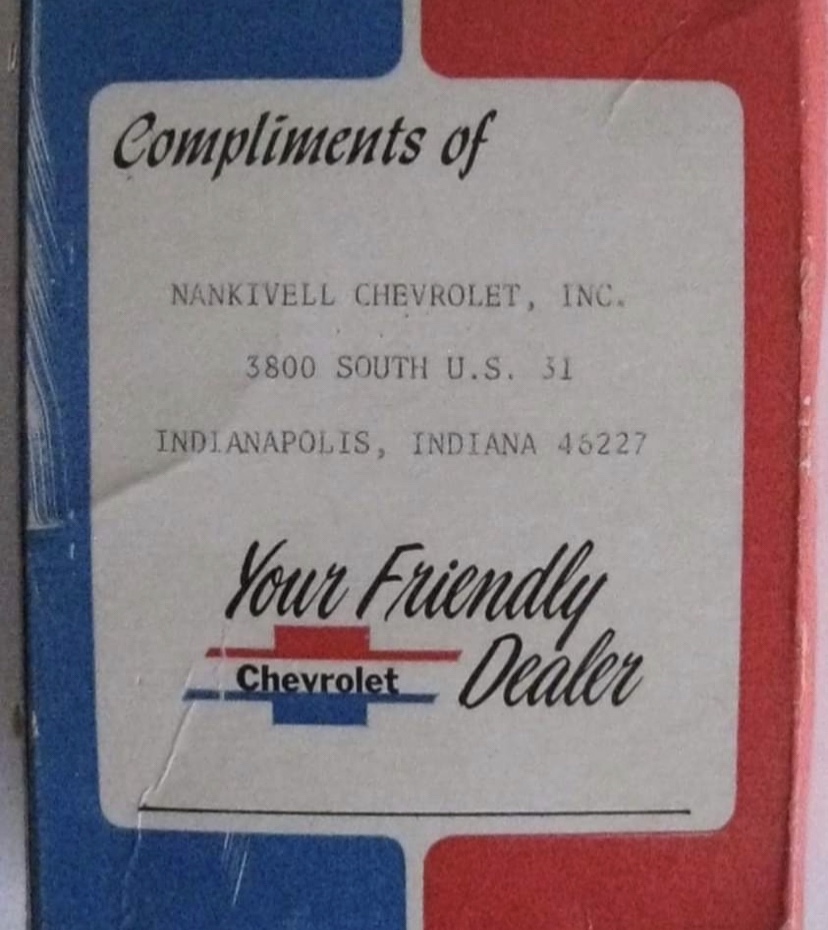 Compliments of
NANKIVELL CHEVROLET, INC.
3800 SOUTH U.S. 31
INDIANAPOLIS, INDIANA 46227
Your Friendly
Chevrolet Dealer